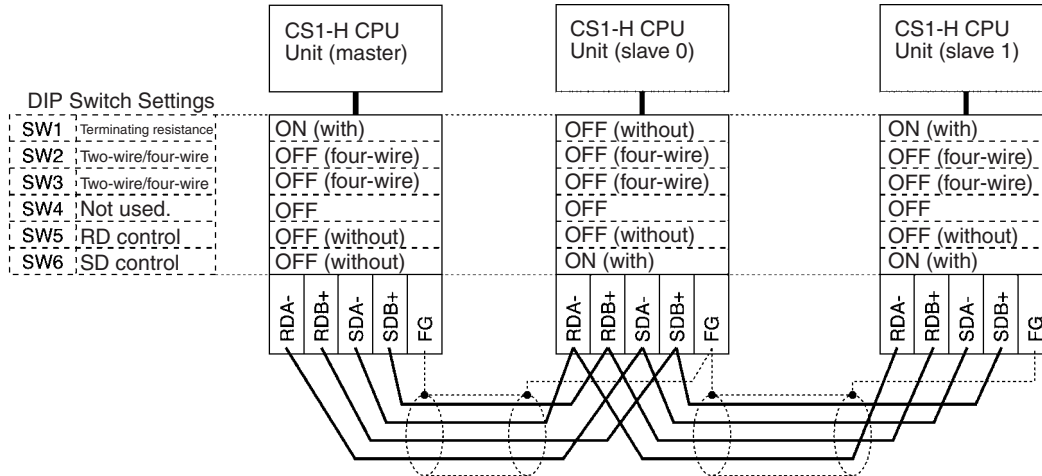 CS1-H CPU
Unit (master)
CS1-H CPU
Unit (slave 0)
CS1-H CPU
Unit (slave 1)
DIP Switch Settings
SW1 Terminating resistance ON (with) OFF (without) ON (with)
SW2 Two-wire/four-wire OFF (four-wire) OFF (four-wire) OFF (four-wire)
SW3 Two-wire/four-wire OFF (four-wire) OFF (four-wire) OFF (four-wire)
SW4 Not used. OFF OFF OFF
SW5 RD control OFF (without) OFF (without) OFF (without)
SW6 SD control OFF (without) ON (with) ON (with)
RDA- RDB+ SDA- SDB+ FG RDA- RDB+ SDA- SDB+ FG RDA- RDB+ SDA- SDB+ FG